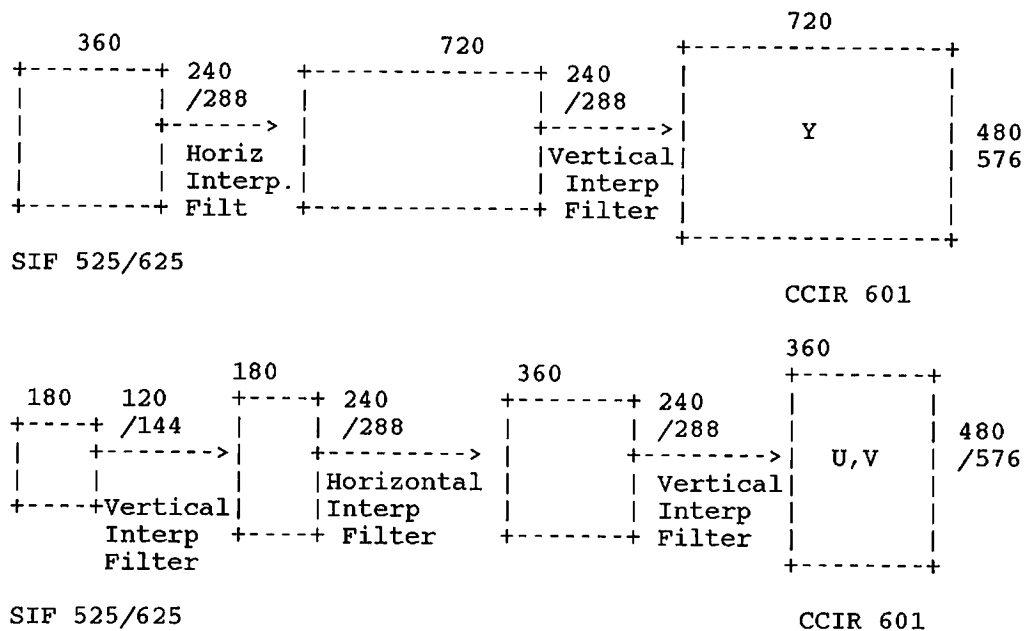 720
360 720 +- - - - - - - - - - - - - -+
+- - - - - - -+ 240 +- - - - - - - - - - - -+ 240 | |
| | /288 | | /288 | |
| +- - - - - -> | +- - - - - - -> | Y | 480
| | Horiz | |Vertical| | 576
| | Interp.| | Interp | |
+- - - - - - -+ Filt +- - - - - - - - - - - -+ Filter | |
+- - - - - - - - - - - - - -+
SIF 525/625
CCIR 601
360
180 360 +- - - - - - - -+
180 120 +- - - -+ 240 +- - - - - - -+ 240 | |
+- - - -+ /144 | | /288 | | /288 | | 480
| +- - - - - - -> | +- - - - - - - - -> | +- - - - - - - -> | U,V | /576
| | | |Horizontal | | Vertical| |
+- - - -+Vertical| | Interp | | Interp | |
Interp +- - - -+ Filter +- - - - - - -+ Filter | |
Filter +- - - - - - - -+
SIF 525/625 CCIR 601